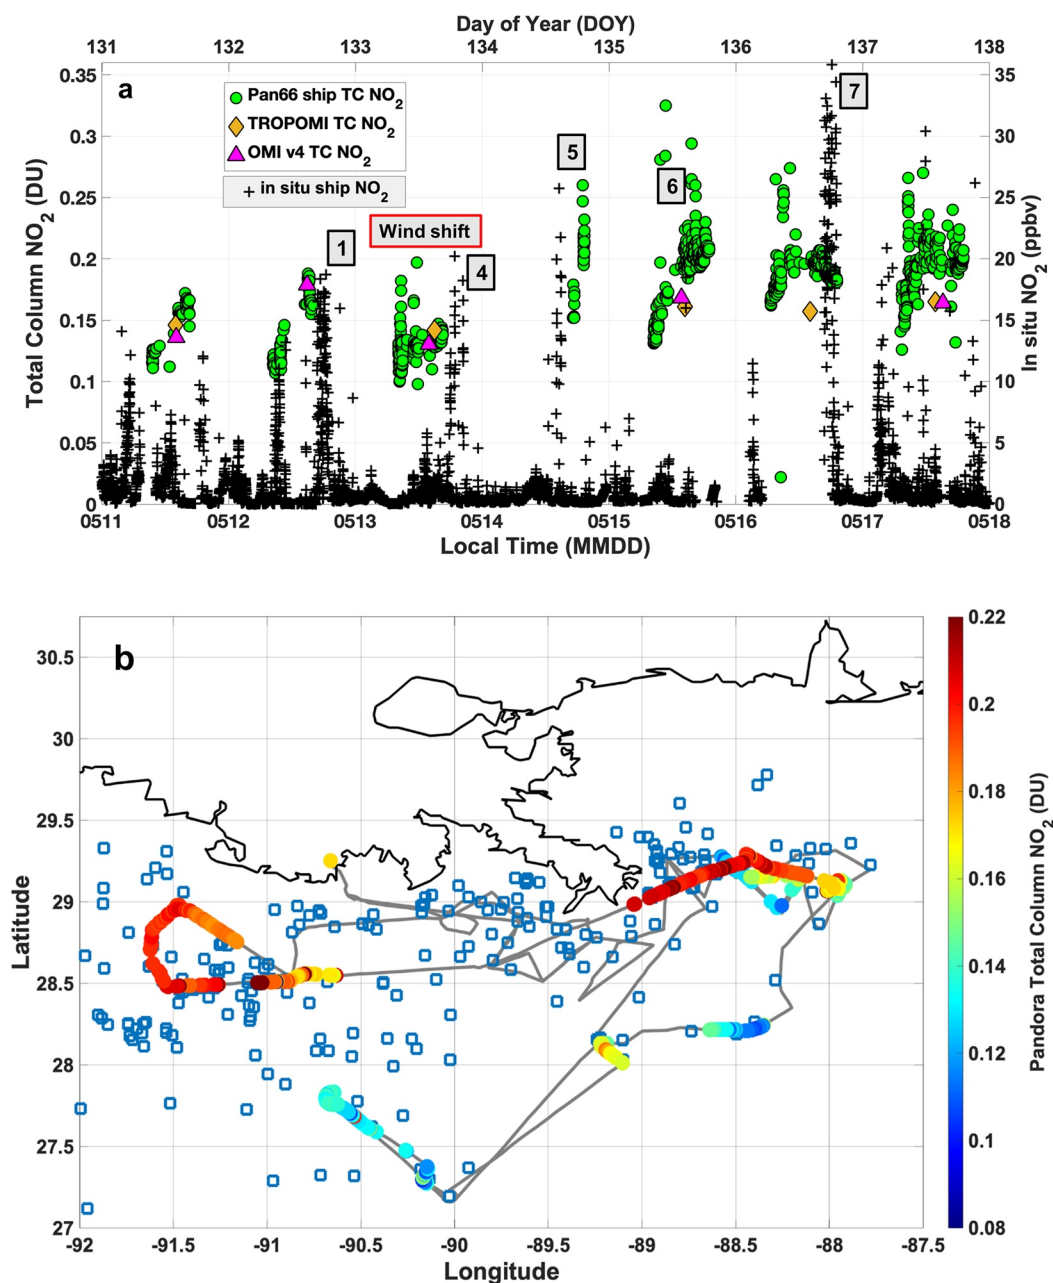 Day of Year (DOY)
131 132 133 134 135 136 137 138
a
Pan66 ship TC NO2
TROPOMI TC NO2
OMI v4 TC NO2
+ in situ ship NO2
1
Wind shift
4
5
6
7
0.35
0.3
0.25
0.2
0.15
0.1
0.05
0
Total Column NO2 (DU)
35
30
25
20
15
10
5
0
In situ NO2 (ppbv)
0511 0512 0513 0514 0515 0516 0517 0518
Local Time (MMDD)
b
30.5
30
29.5
29
28.5
28
27.5
27
Latitude
-92 -91.5 -91 -90.5 -90 -89.5 -89 -88.5 -88 -87.5
Longitude
0.22
0.2
0.18
0.16
0.14
0.12
0.1
0.08
Pandora Total Column NO2 (DU)